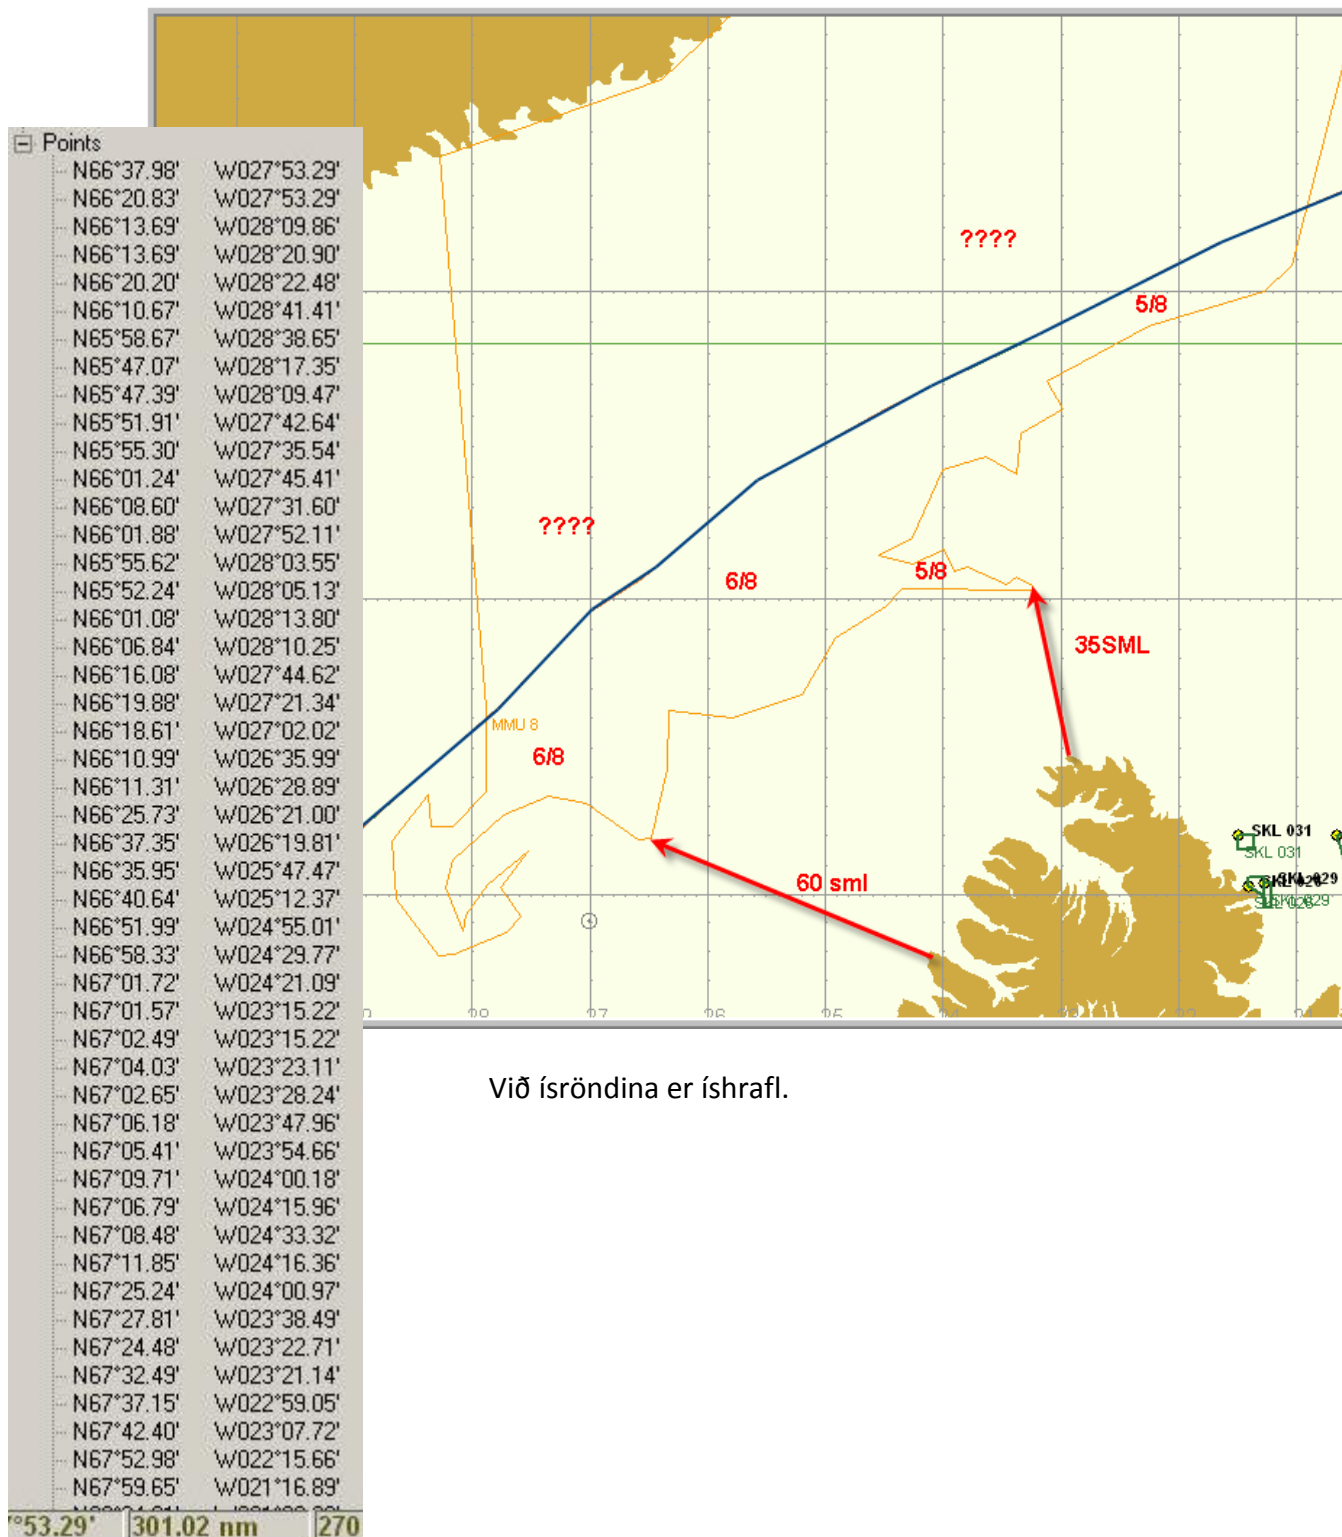 Points
N66°37.98' W027°53.29'
N66°20.83' W027°53.29'
N66°13.69' W028°09.86'
N66°13.69' W028°20.90'
N66°20.20' W028°22.48'
N66°10.67' W028°41.41'
N65°58.67' W028°38.65'
N65°47.07' W028°17.35'
N65°47.39' W028°09.47'
N65°51.91' W027°42.64'
N65°55.30' W027°35.54'
N66°01.24' W027°45.41'
N66°08.60' W027°31.60'
N66°01.88' W027°52.11'
N65°55.62' W028°03.55'
N65°52.24' W028°05.13'
N66°01.08' W028°13.80'
N66°06.84' W028°10.25'
N66°16.08' W027°44.62'
N66°19.88' W027°21.34'
N66°18.61' W027°02.02'
N66°10.99' W026°35.99'
N66°11.31' W026°28.89'
N66°25.73' W026°21.00'
N66°37.35' W026°19.81'
N66°35.95' W025°47.47'
N66°40.64' W025°12.37'
N66°51.99' W024°55.01'
N66°58.33' W024°29.77'
N67°01.72' W024°21.09'
N67°01.57' W023°15.22'
N67°02.49' W023°15.22'
N67°04.03' W023°23.11'
N67°02.65' W023°28.24'
N67°06.18' W023°47.96'
N67°05.41' W023°54.66'
N67°09.71' W024°00.18'
N67°06.79' W024°15.96'
N67°08.48' W024°33.32'
N67°11.85' W024°16.36'
N67°25.24' W024°00.97'
N67°27.81' W023°38.49'
N67°24.48' W023°22.71'
N67°32.49' W023°21.14'
N67°37.15' W022°59.05'
N67°42.40' W023°07.72'
N67°52.98' W022°15.66'
N67°59.65' W021°16.89'
°53.29' 301.02 nm 270
????
5/8
????
6/8
5/8
35SML
MMU 8
6/8
SKL 031
SKL 031
60 sml
SKL 029
28 27 26 25 24 23 22 21
Við ísröndina er íshrafl.